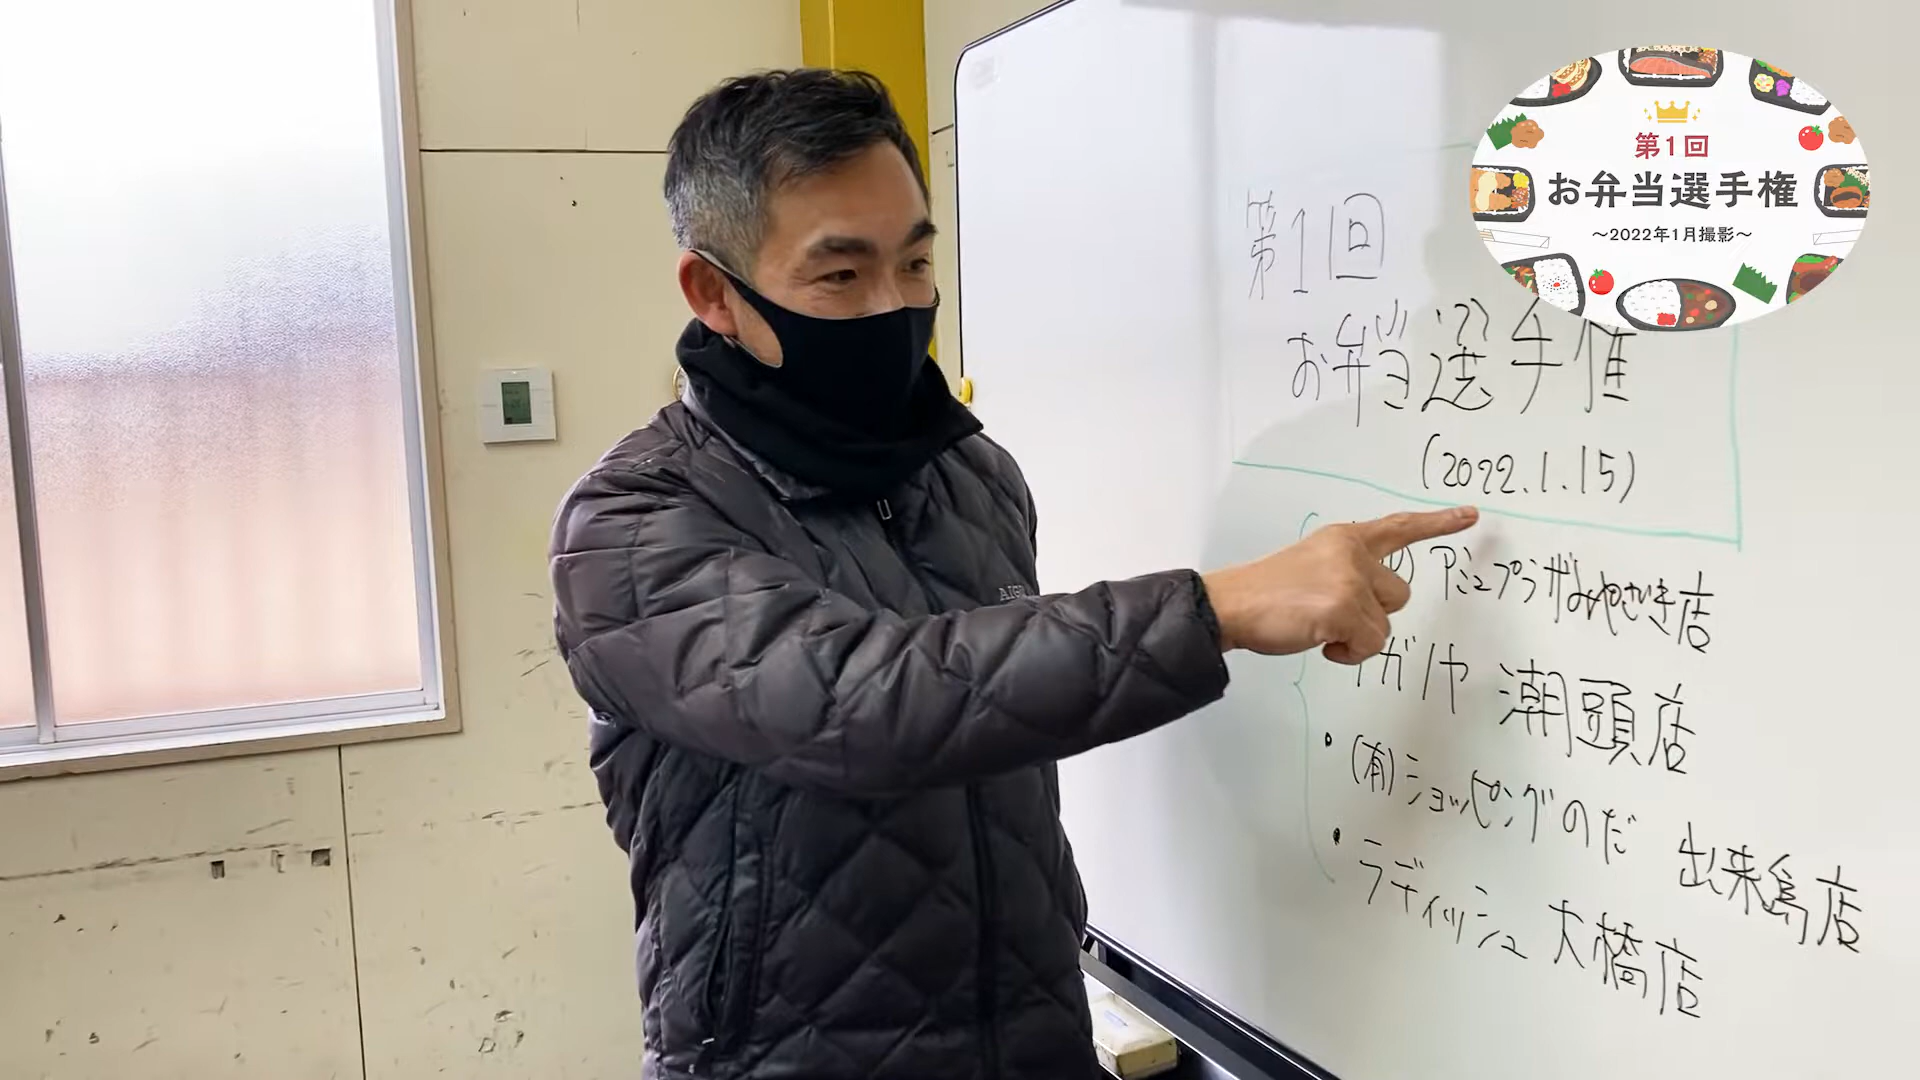 第1回
お弁当選手権
～2022年1月撮影～
第1回
お弁当選手権
(2022.1.15)
アミュプラザみやざき店
ナガノヤ 潮頭店
・(有)ショッピングのだ 出来島店
・ラディッシュ 大橋店